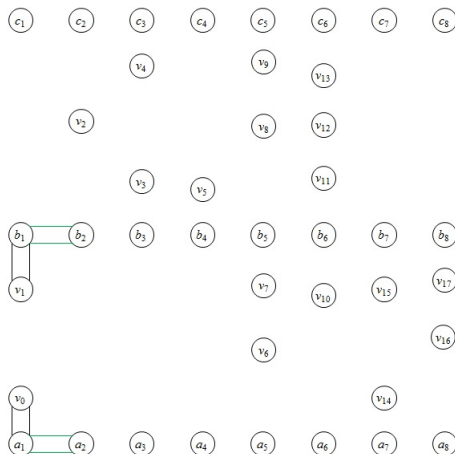 c1 c2 c3 c4 c5 c6 c7 c8
v4 v9 v13
v2 v8 v12
v3 v5 v11
b1 b2 b3 b4 b5 b6 b7 b8
v1 v7 v10 v15 v17
v6 v16
v0 v14
a1 a2 a3 a4 a5 a6 a7 a8